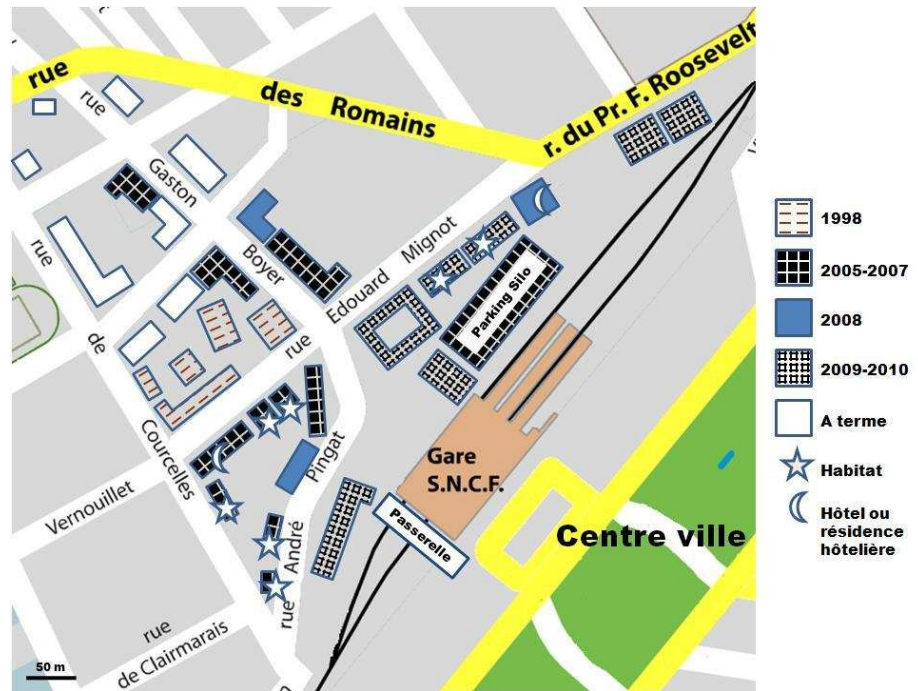 rue
des Romains
r. du Pr. F. Roosevelt
rue
Gaston
Boyer
rue
de
Courcelles
rue
Edouard Mignot
Parking Silo
Gare
S.N.C.F.
Passerelle
Centre ville
Pingat
André
rue
Vernouillet
rue
de Clairmarais
50 m
1998
2005-2007
2008
2009-2010
A terme
Habitat
Hôtel ou
résidence
hôtelière